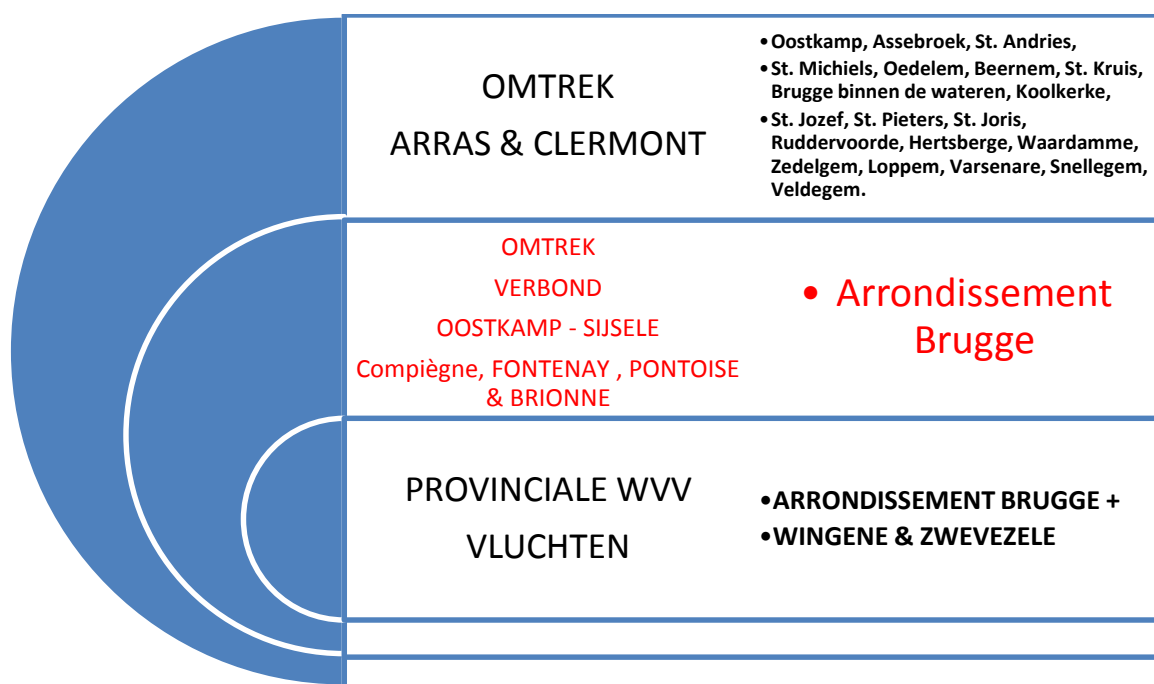 OMTREK
ARRAS & CLERMONT
•Oostkamp, Assebroek, St. Andries,
•St. Michiels, Oedelem, Beernem, St. Kruis,
Brugge binnen de wateren, Koolkerke,
•St. Jozef, St. Pieters, St. Joris,
Ruddervoorde, Hertsberge, Waardamme,
Zedelgem, Loppem, Varsenare, Snellegem,
Veldegem.
OMTREK
VERBOND
OOSTKAMP - SIJSELE
Compiègne, FONTENAY , PONTOISE
& BRIONNE
• Arrondissement
Brugge
PROVINCIALE WVV
VLUCHTEN
•ARRONDISSEMENT BRUGGE +
•WINGENE & ZWEVEZELE